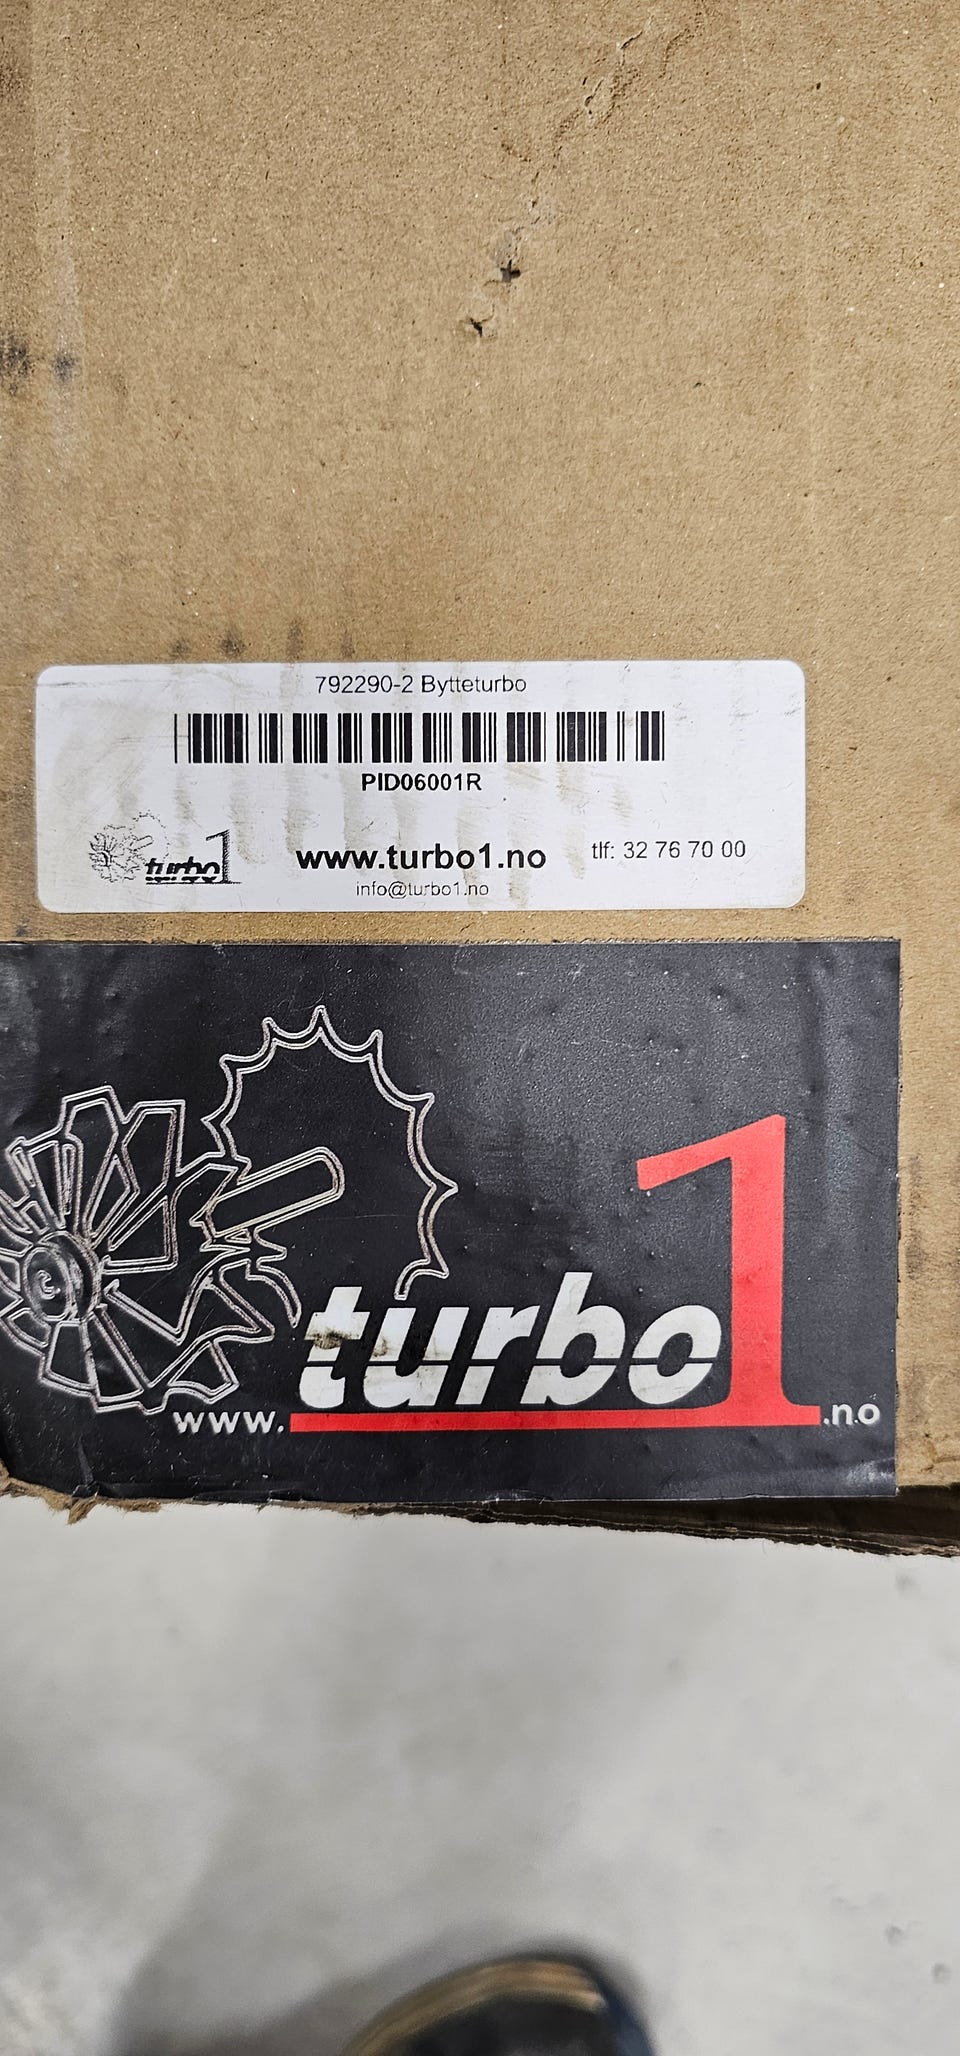 792290-2 Bytteturbo
PID06001R
turbo1
www.turbo1.no
tlf: 32 76 70 00
info@turbo1.no
www.turbo1.no